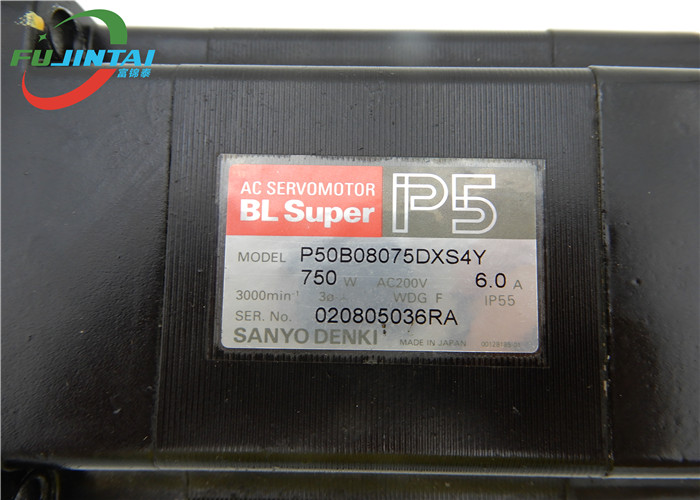 FUJINTAI
富锦泰
AC SERVOMOTOR
BL Super P5
MODEL P50B08075DXS4Y
750 W AC200V 6.0 A
3000min⁻¹ 3ø WDG F IP55
SER. No. 020805036RA
SANYO DENKI MADE IN JAPAN